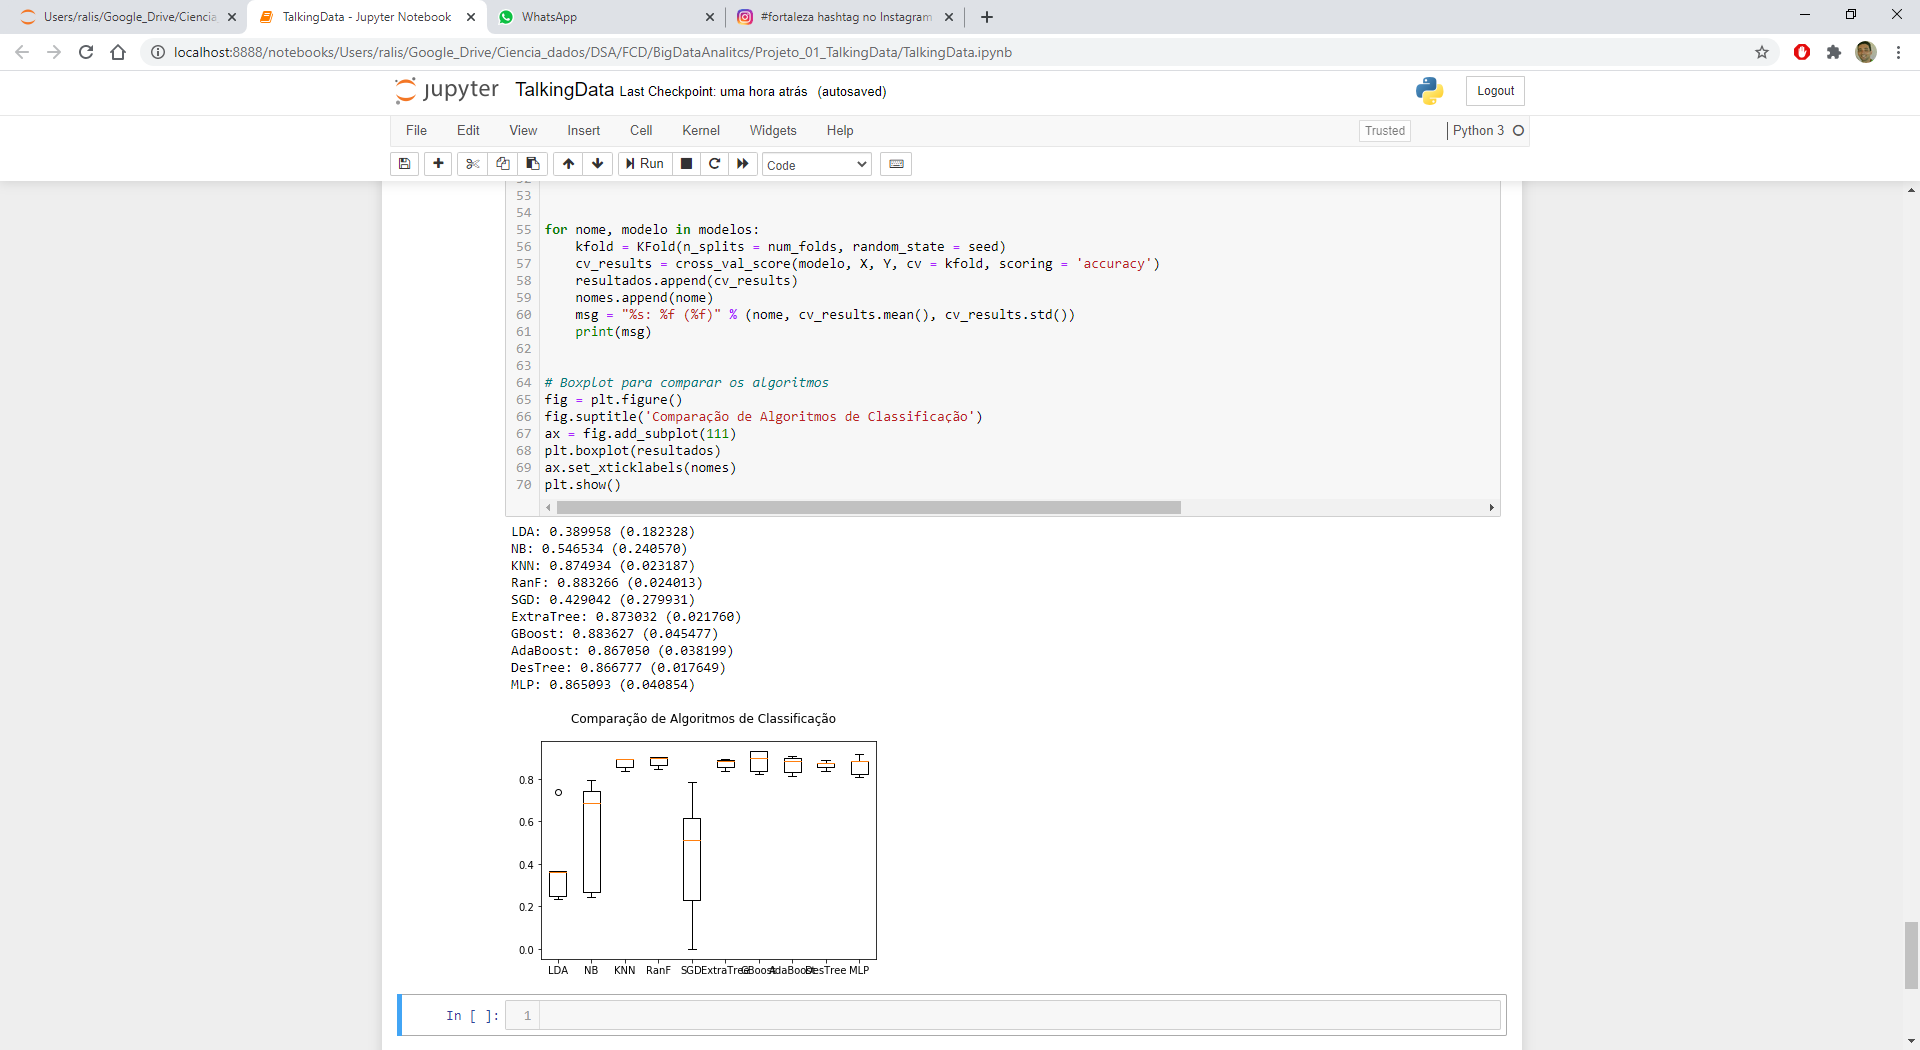 Users/ralis/Google_Drive/Ciencia
TalkingData - Jupyter Notebook
WhatsApp
#fortaleza hashtag no Instagram
localhost:8888/notebooks/Users/ralis/Google_Drive/Ciencia_dados/DSA/FCD/BigDataAnalitcs/Projeto_01_TalkingData/TalkingData.ipynb
jupyter TalkingData Last Checkpoint: uma hora atrás (autosaved)
Logout
File Edit View Insert Cell Kernel Widgets Help
Trusted
Python 3
Run
Code
52
53
54
55 for nome, modelo in modelos:
56 kfold = KFold(n_splits = num_folds, random_state = seed)
57 cv_results = cross_val_score(modelo, X, Y, cv = kfold, scoring = 'accuracy')
58 resultados.append(cv_results)
59 nomes.append(nome)
60 msg = "%s: %f (%f)" % (nome, cv_results.mean(), cv_results.std())
61 print(msg)
62
63
64 # Boxplot para comparar os algoritmos
65 fig = plt.figure()
66 fig.suptitle('Comparação de Algoritmos de Classificação')
67 ax = fig.add_subplot(111)
68 plt.boxplot(resultados)
69 ax.set_xticklabels(nomes)
70 plt.show()
LDA: 0.389958 (0.182328)
NB: 0.546534 (0.240570)
KNN: 0.874934 (0.023187)
RanF: 0.883266 (0.024013)
SGD: 0.429042 (0.279931)
ExtraTree: 0.873032 (0.021760)
GBoost: 0.883627 (0.045477)
AdaBoost: 0.867050 (0.038199)
DesTree: 0.866777 (0.017649)
MLP: 0.865093 (0.040854)
Comparação de Algoritmos de Classificação
0.8
0.6
0.4
0.2
0.0
LDA NB KNN RanF SGD ExtraTree GBoost AdaBoost DesTree MLP
In [ ]: 1